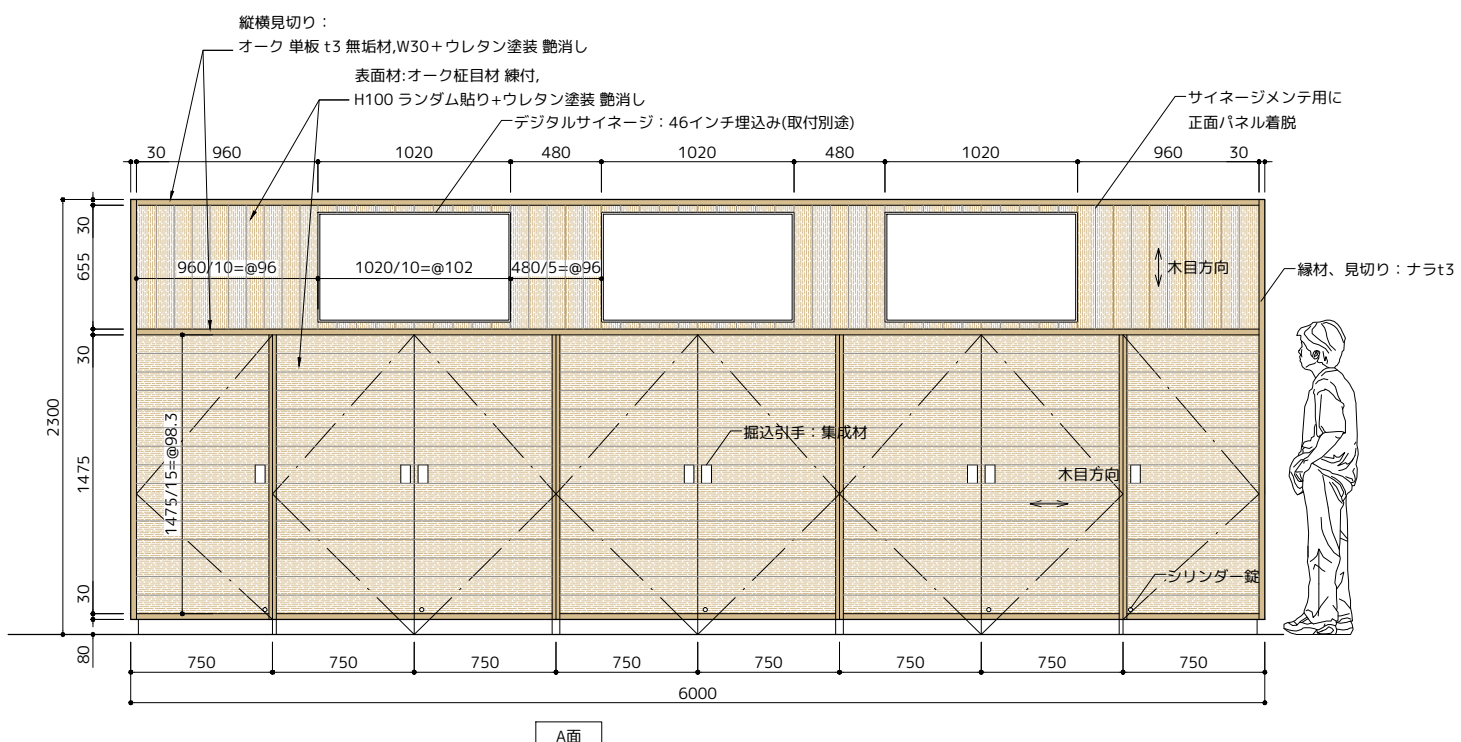 縦横見切り：
オーク 単板 t3 無垢材,W30＋ウレタン塗装 艶消し
表面材:オーク柾目材 練付,
H100 ランダム貼り+ウレタン塗装 艶消し
デジタルサイネージ：46インチ埋込み(取付別途)
サイネージメンテ用に
正面パネル着脱
30 960 1020 480 1020 480 1020 960 30
30
655
960/10=@96 1020/10=@102 480/5=@96
木目方向
縁材、見切り：ナラt3
30
2300
1475
1475/15=@98.3
掘込引手：集成材
木目方向
30
シリンダー錠
80
750 750 750 750 750 750 750 750
6000
A面